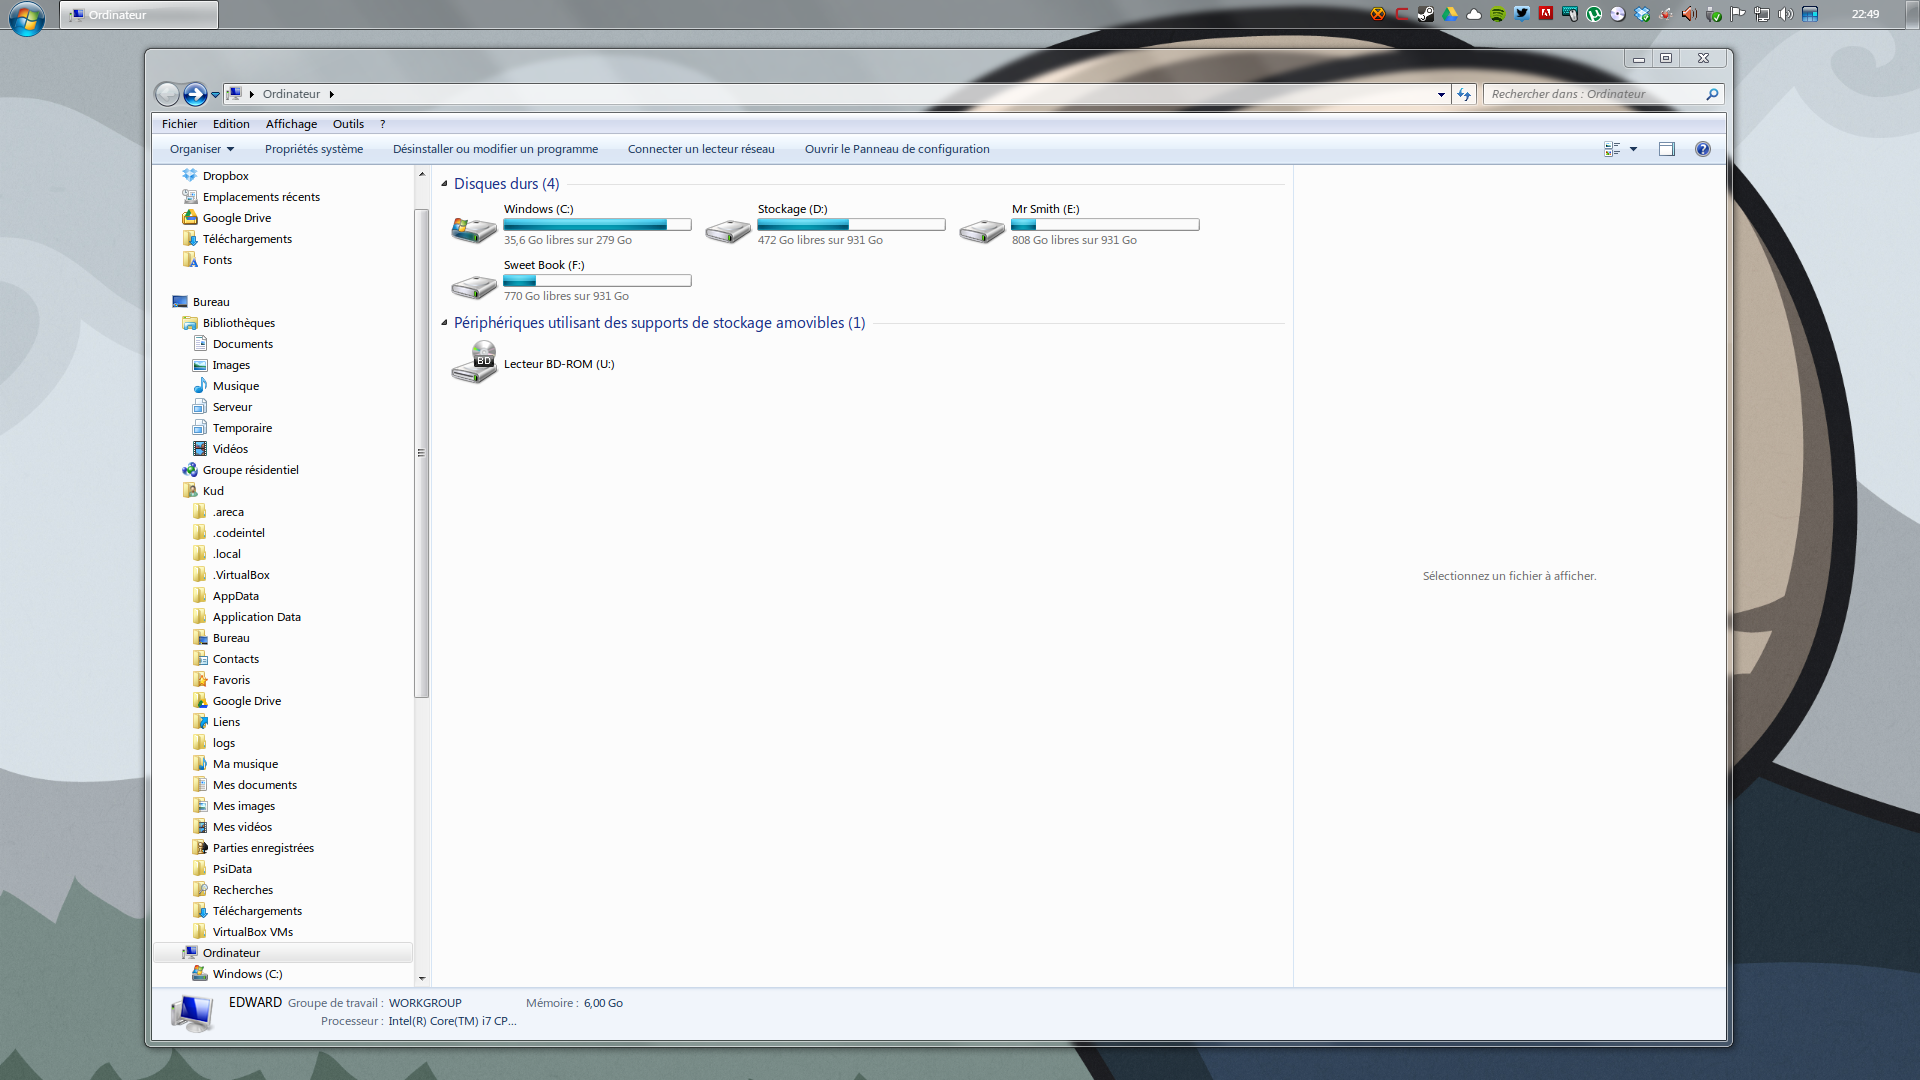 Ordinateur
22:49
Ordinateur
Rechercher dans : Ordinateur
Fichier Edition Affichage Outils ?
Organiser Propriétés système Désinstaller ou modifier un programme Connecter un lecteur réseau Ouvrir le Panneau de configuration
Dropbox
Emplacements récents
Google Drive
Téléchargements
Fonts
Bureau
Bibliothèques
Documents
Images
Musique
Serveur
Temporaire
Vidéos
Groupe résidentiel
Kud
.areca
.codeintel
.local
.VirtualBox
AppData
Application Data
Bureau
Contacts
Favoris
Google Drive
Liens
logs
Ma musique
Mes documents
Mes images
Mes vidéos
Parties enregistrées
PsiData
Recherches
Téléchargements
VirtualBox VMs
Ordinateur
Windows (C:)
Disques durs (4)
Windows (C:)
35,6 Go libres sur 279 Go
Stockage (D:)
472 Go libres sur 931 Go
Mr Smith (E:)
808 Go libres sur 931 Go
Sweet Book (F:)
770 Go libres sur 931 Go
Périphériques utilisant des supports de stockage amovibles (1)
BD
Lecteur BD-ROM (U:)
Sélectionnez un fichier à afficher.
EDWARD Groupe de travail : WORKGROUP Mémoire : 6,00 Go
Processeur : Intel(R) Core(TM) i7 CP...